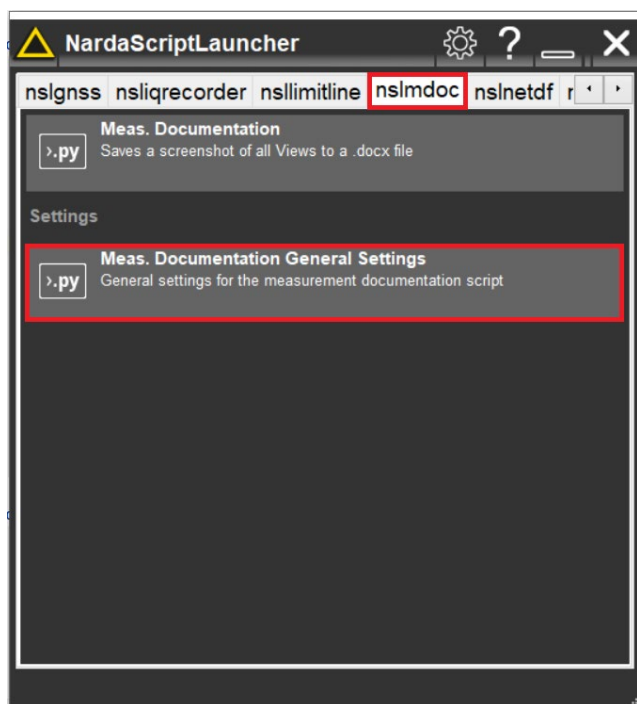 NardaScriptLauncher ?
nslgnss nsliqrecorder nsllimitline nslmdoc nslnetdf
>.py
Meas. Documentation
Saves a screenshot of all Views to a .docx file
Settings
>.py
Meas. Documentation General Settings
General settings for the measurement documentation script